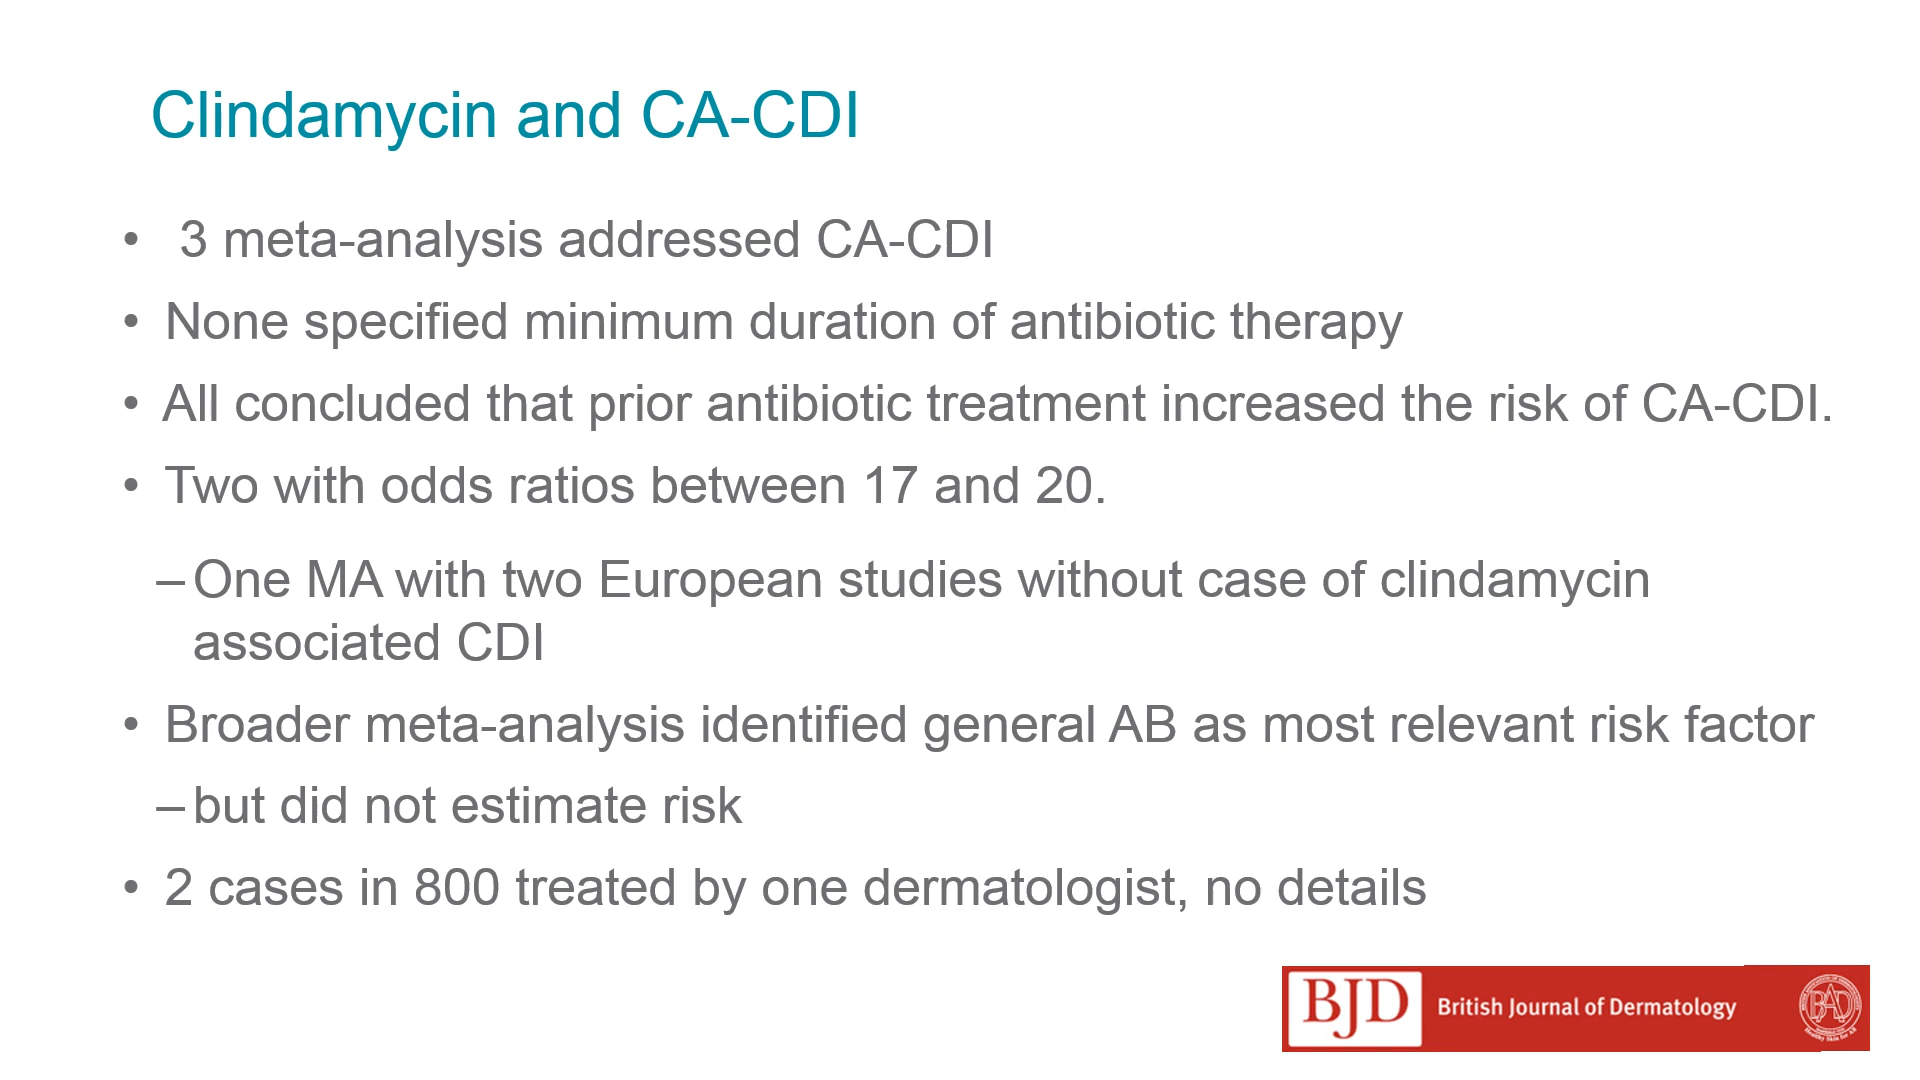 Clindamycin and CA-CDI
• 3 meta-analysis addressed CA-CDI
• None specified minimum duration of antibiotic therapy
• All concluded that prior antibiotic treatment increased the risk of CA-CDI.
• Two with odds ratios between 17 and 20.
– One MA with two European studies without case of clindamycin
associated CDI
• Broader meta-analysis identified general AB as most relevant risk factor
– but did not estimate risk
• 2 cases in 800 treated by one dermatologist, no details
BJD British Journal of Dermatology
BAD